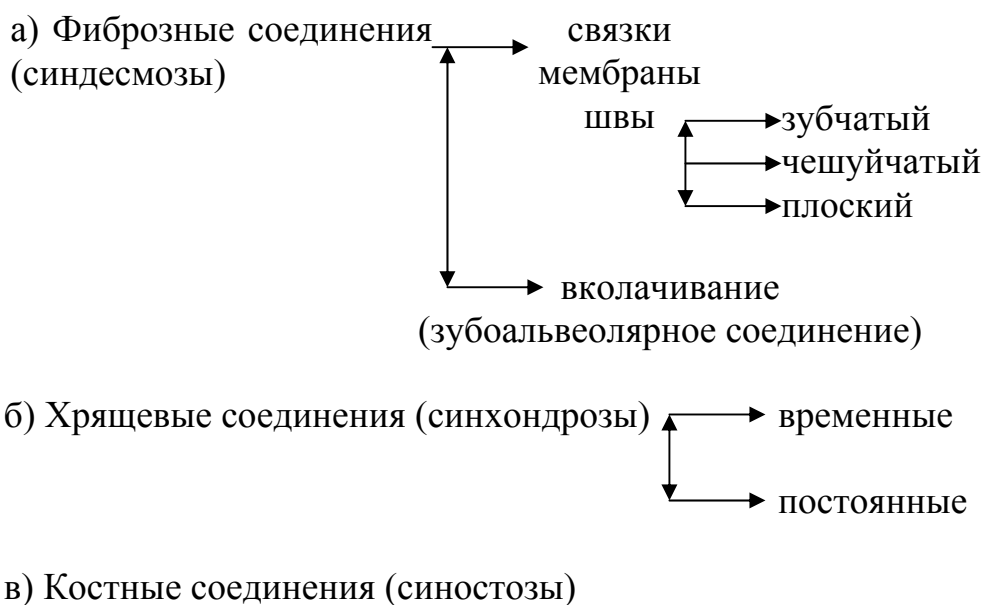 а) Фиброзные соединения связки
(синдесмозы) мембраны
швы зубчатый
чешуйчатый
плоский
вколачивание
(зубоальвеолярное соединение)
б) Хрящевые соединения (синхондрозы) временные
постоянные
в) Костные соединения (синостозы)